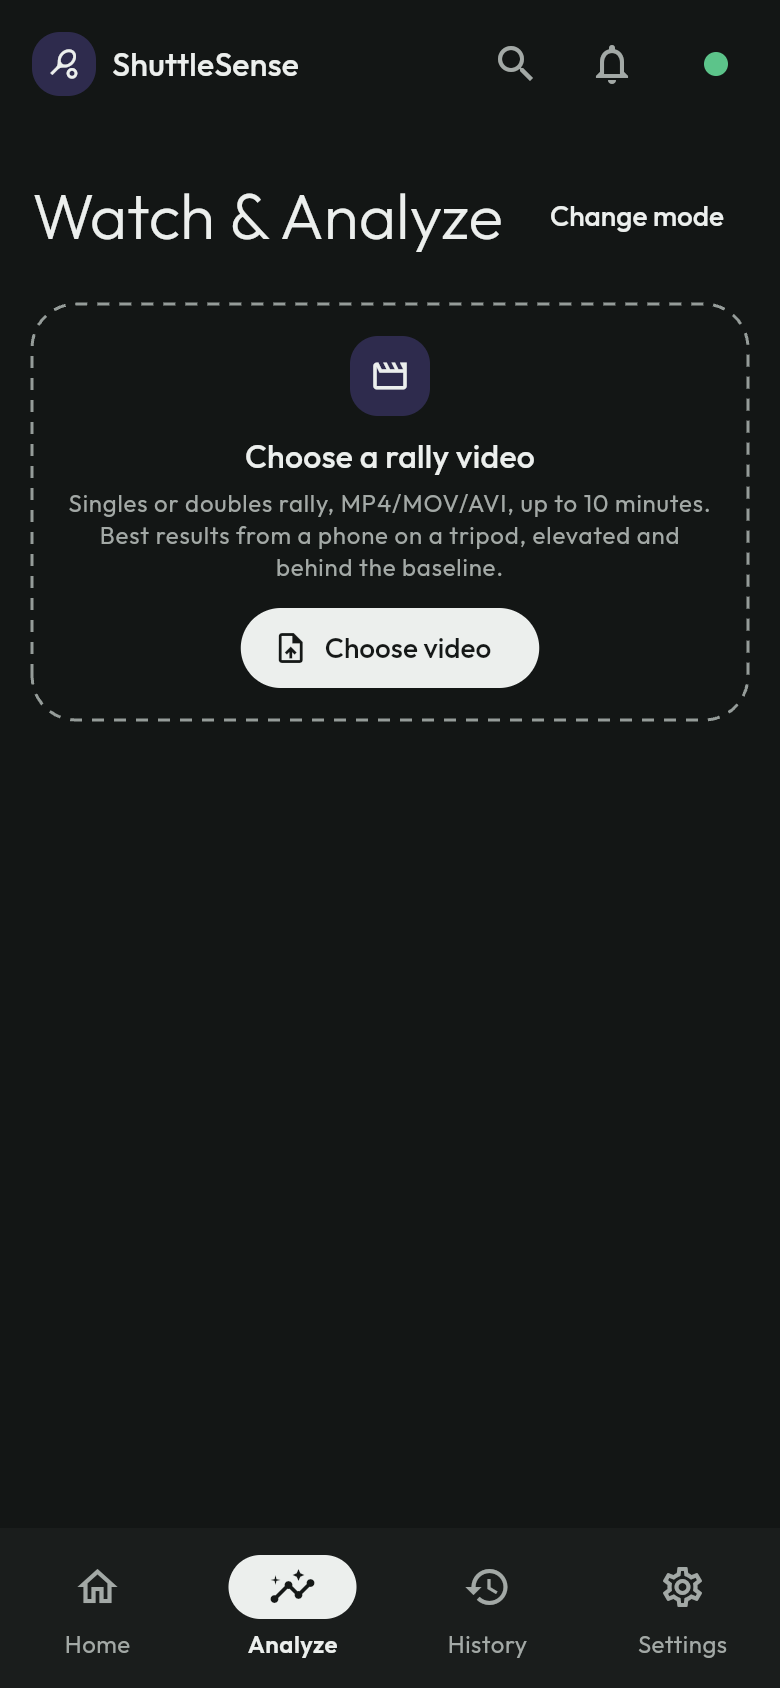 ShuttleSense
Watch & Analyze
Change mode
Choose a rally video
Singles or doubles rally, MP4/MOV/AVI, up to 10 minutes.
Best results from a phone on a tripod, elevated and
behind the baseline.
Choose video
Home
Analyze
History
Settings